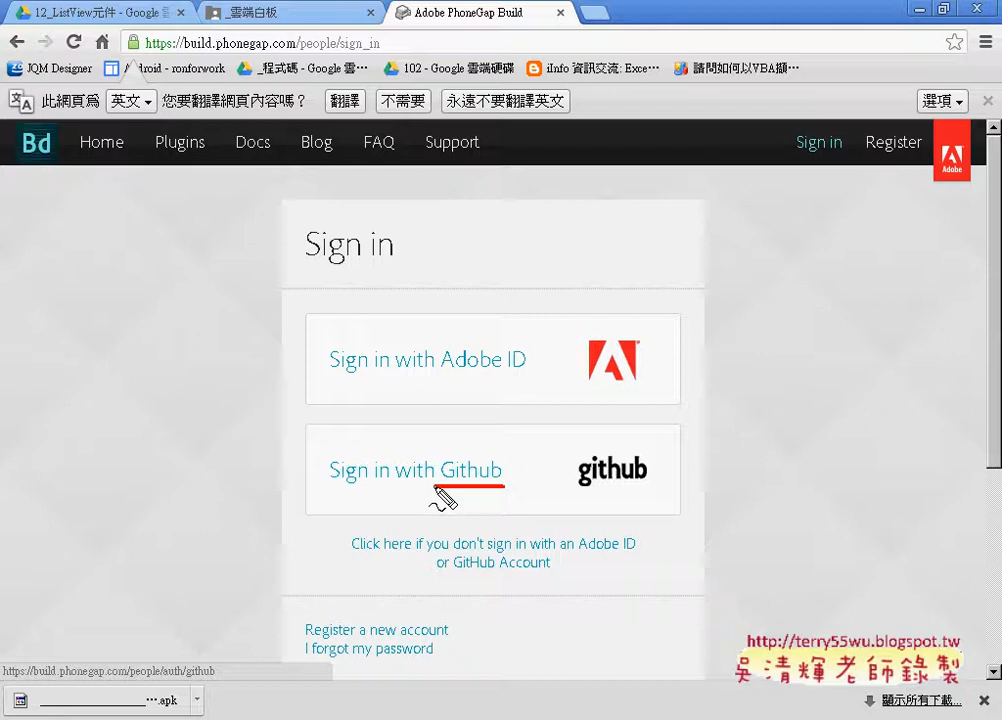 12_ListView元件 - Google 雲
_雲端白板
Adobe PhoneGap Build
https://build.phonegap.com/people/sign_in
JQM Designer
droid - ronforwork
_程式碼 - Google 雲⋯
102 - Google 雲端硬碟
iInfo 資訊交流: Exce⋯
請問如何以VBA擷⋯
此網頁為
英文
您要翻譯網頁內容嗎？
翻譯
不需要
永遠不要翻譯英文
選項
Bd
Home
Plugins
Docs
Blog
FAQ
Support
Sign in
Register
Adobe
Sign in
Sign in with Adobe ID
Sign in with Github
github
Click here if you don't sign in with an Adobe ID
or GitHub Account
Register a new account
I forgot my password
http://terry55wu.blogspot.tw
吳清輝老師錄製
https://build.phonegap.com/people/auth/github
⋯.apk
顯示所有下載...